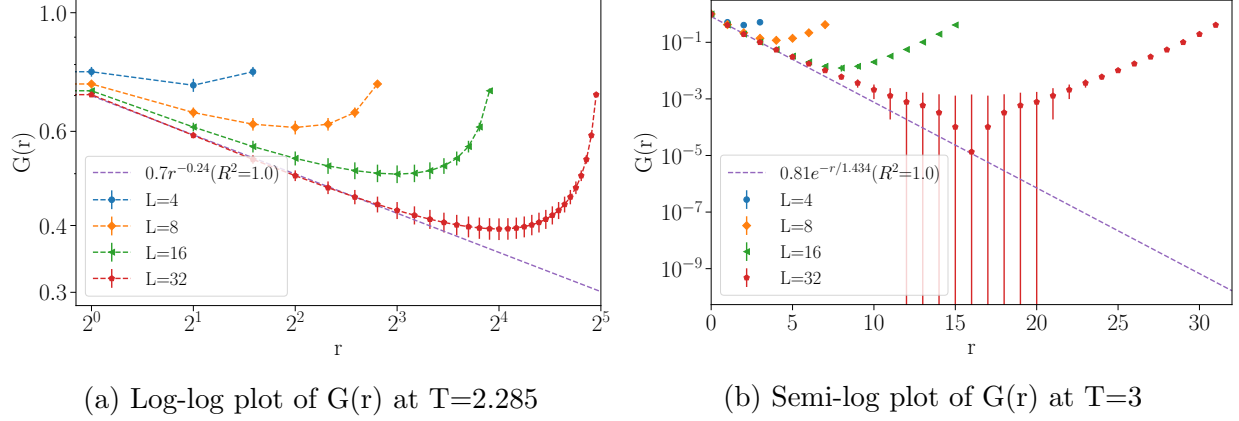 1.0
0.6
0.4
0.3
G(r)
0.7r^{-0.24}(R^2=1.0)
L=4
L=8
L=16
L=32
2^0 2^1 2^2 2^3 2^4 2^5
r
(a) Log-log plot of G(r) at T=2.285
10^{-1}
10^{-3}
10^{-5}
10^{-7}
10^{-9}
G(r)
0.81e^{-r/1.434}(R^2=1.0)
L=4
L=8
L=16
L=32
0 5 10 15 20 25 30
r
(b) Semi-log plot of G(r) at T=3